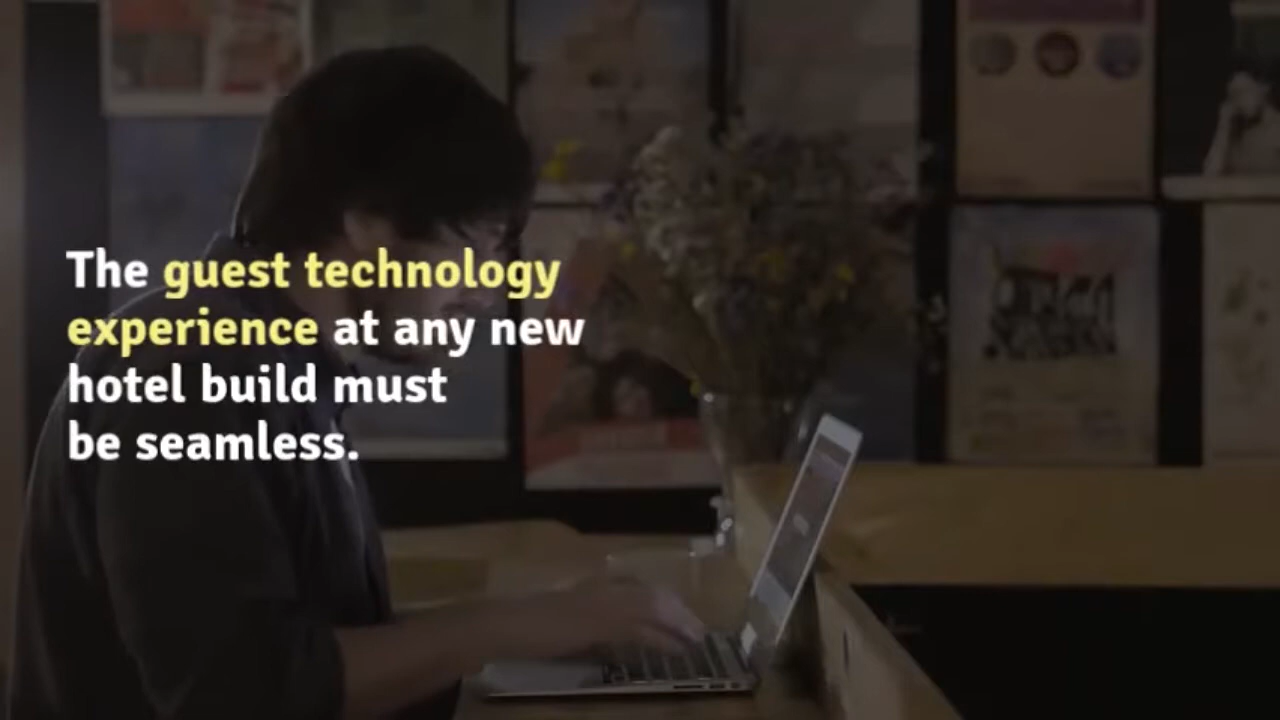 The guest technology
experience at any new
hotel build must
be seamless.